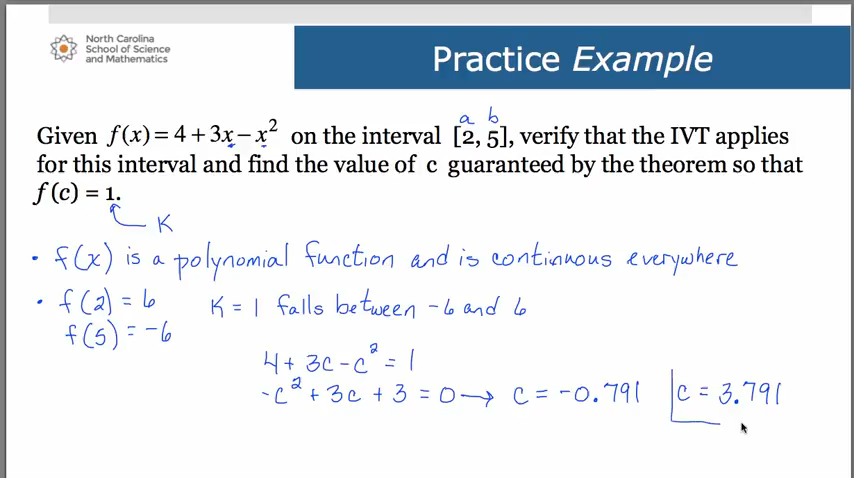 North Carolina
School of Science
and Mathematics
Practice Example
a b
Given f(x) = 4 + 3x − x² on the interval [2, 5], verify that the IVT applies
for this interval and find the value of c guaranteed by the theorem so that
f(c) = 1.
K
• f(x) is a polynomial function and is continuous everywhere
• f(2) = 6 K = 1 falls between -6 and 6
f(5) = -6
4 + 3c - c² = 1
-c² + 3c + 3 = 0 → c = -0.791 c = 3.791